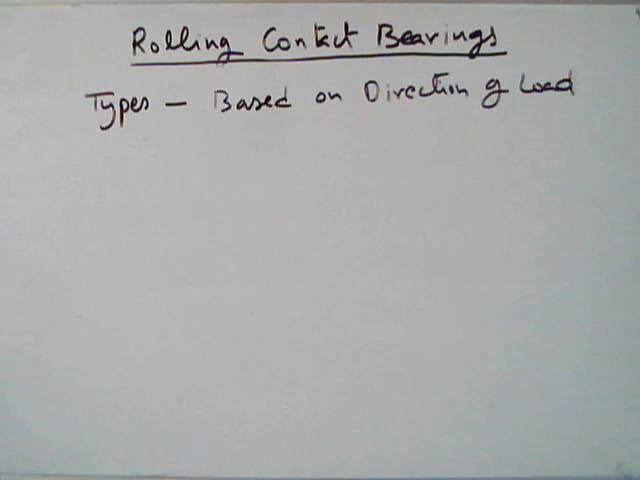 Rolling Contact Bearings
Types - Based on Direction of Load